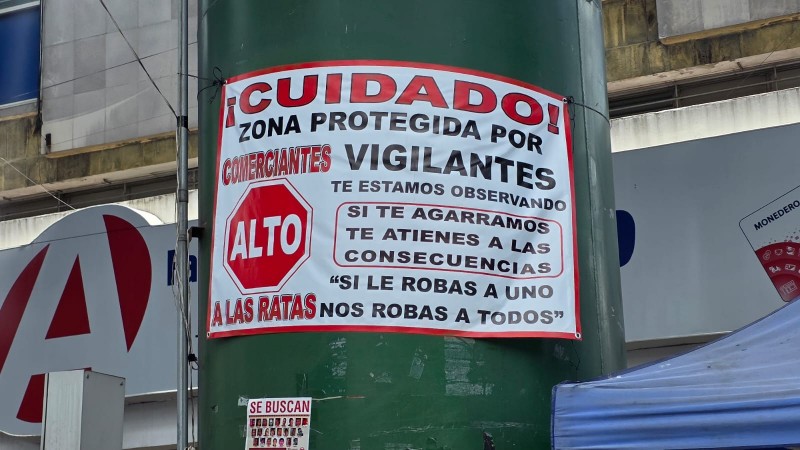 ¡CUIDADO!
ZONA PROTEGIDA POR
COMERCIANTES VIGILANTES
TE ESTAMOS OBSERVANDO
ALTO
SI TE AGARRAMOS
TE ATIENES A LAS
CONSECUENCIAS
A LAS RATAS
“SI LE ROBAS A UNO
NOS ROBAS A TODOS”
SE BUSCAN
MONEDERO
A